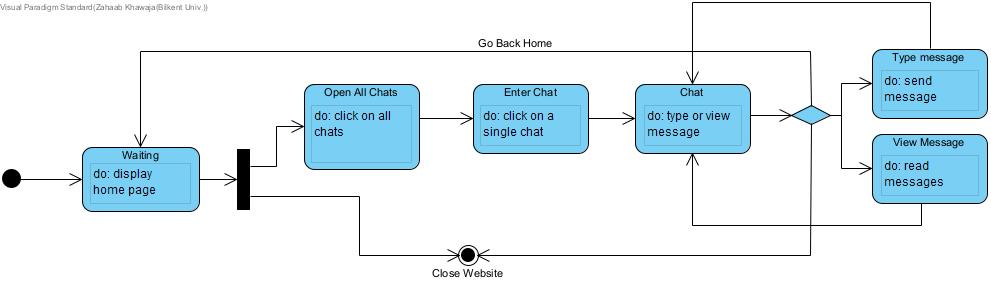 Visual Paradigm Standard(Zahaab Khawaja(Bilkent Univ.))
Go Back Home
Type message
do: send
message
Open All Chats
do: click on all
chats
Enter Chat
do: click on a
single chat
Chat
do: type or view
message
View Message
do: read
messages
Waiting
do: display
home page
Close Website